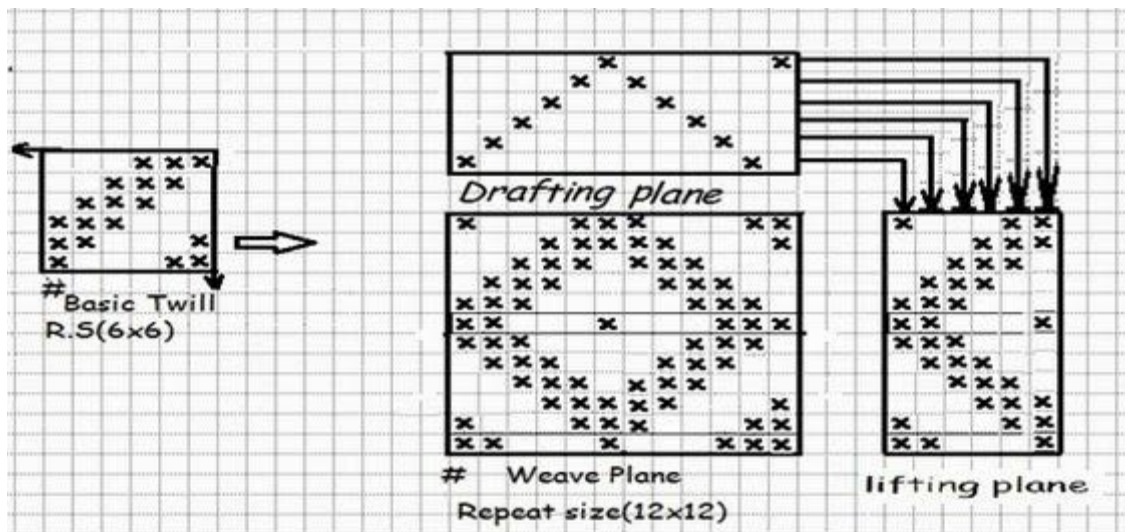 Drafting plane
# Basic Twill
R.S(6x6)
# Weave Plane
Repeat size(12x12)
lifting plane